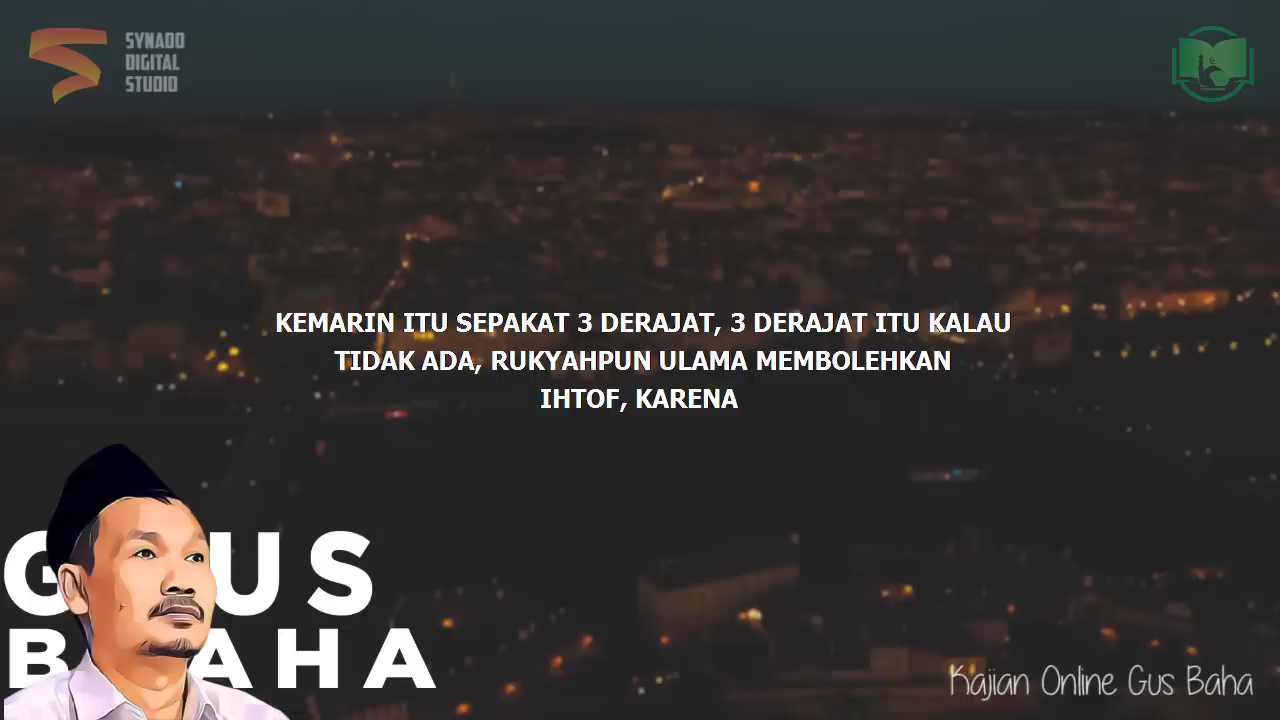 SYNADO
DIGITAL
STUDIO
KEMARIN ITU SEPAKAT 3 DERAJAT, 3 DERAJAT ITU KALAU
TIDAK ADA, RUKYAHPUN ULAMA MEMBOLEHKAN
IHTOF, KARENA
GUS
BAHA
Kajian Online Gus Baha